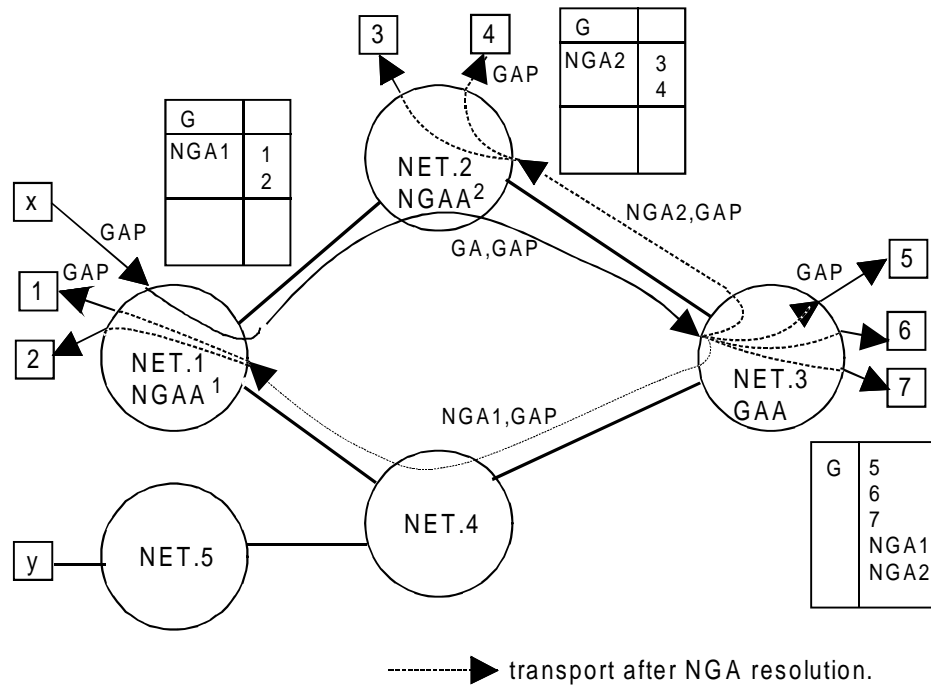 3
4
G
NGA2 3
4
GAP
G
NGA1 1
2
NET.2
NGAA2
x
GAP
NGA2,GAP
GA,GAP
GAP
GAP
5
1
6
2
NET.1
NGAA1
NET.3
GAA
7
NGA1,GAP
G 5
6
7
NGA1
NGA2
NET.4
y
NET.5
transport after NGA resolution.